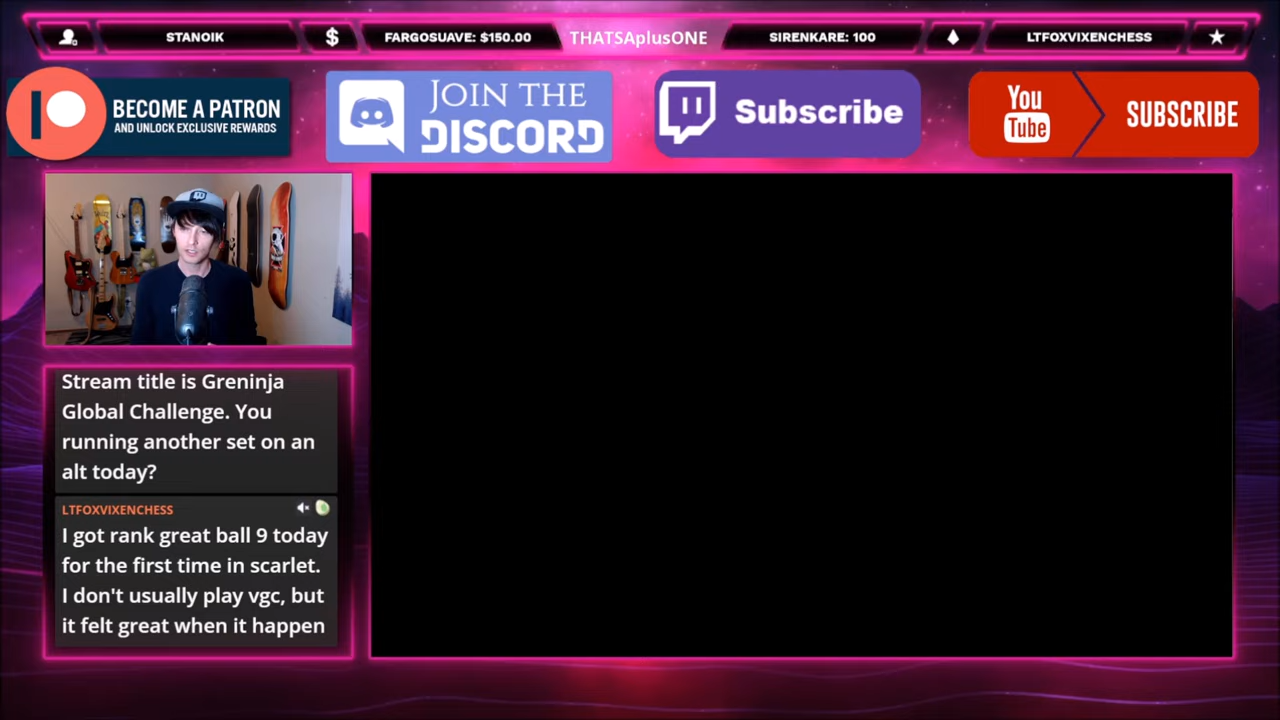 STANOIK
$
FARGOSUAVE: $150.00
THATSAplusONE
SIRENKARE: 100
LTFOXVIXENCHESS
BECOME A PATRON
AND UNLOCK EXCLUSIVE REWARDS
JOIN THE
DISCORD
Subscribe
You
Tube
SUBSCRIBE
Stream title is Greninja
Global Challenge. You
running another set on an
alt today?
LTFOXVIXENCHESS
I got rank great ball 9 today
for the first time in scarlet.
I don't usually play vgc, but
it felt great when it happen